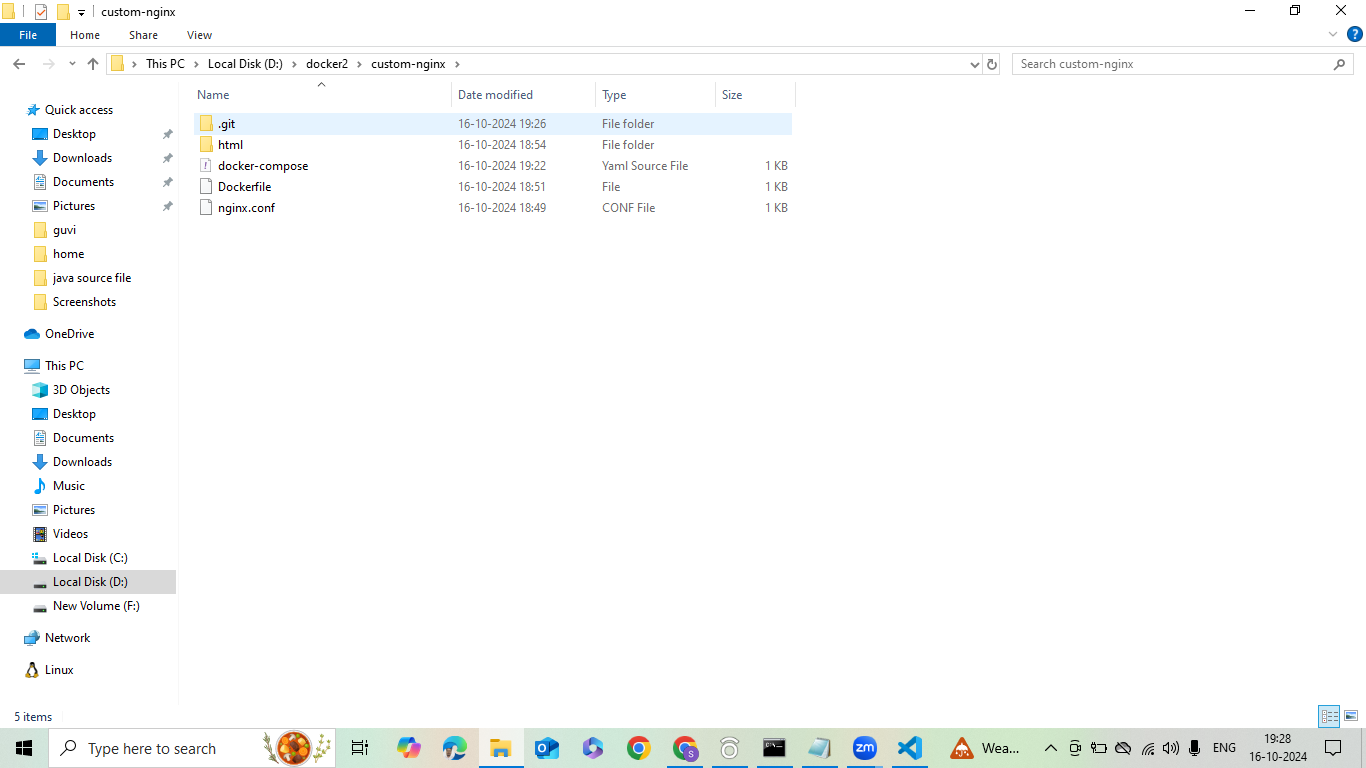 custom-nginx
File Home Share View
This PC Local Disk (D:) docker2 custom-nginx
Search custom-nginx
Name Date modified Type Size
.git 16-10-2024 19:26 File folder
html 16-10-2024 18:54 File folder
docker-compose 16-10-2024 19:22 Yaml Source File 1 KB
Dockerfile 16-10-2024 18:51 File 1 KB
nginx.conf 16-10-2024 18:49 CONF File 1 KB
Quick access
Desktop
Downloads
Documents
Pictures
guvi
home
java source file
Screenshots
OneDrive
This PC
3D Objects
Desktop
Documents
Downloads
Music
Pictures
Videos
Local Disk (C:)
Local Disk (D:)
New Volume (F:)
Network
Linux
5 items
Type here to search
zm
S
Wea...
ENG
19:28
16-10-2024